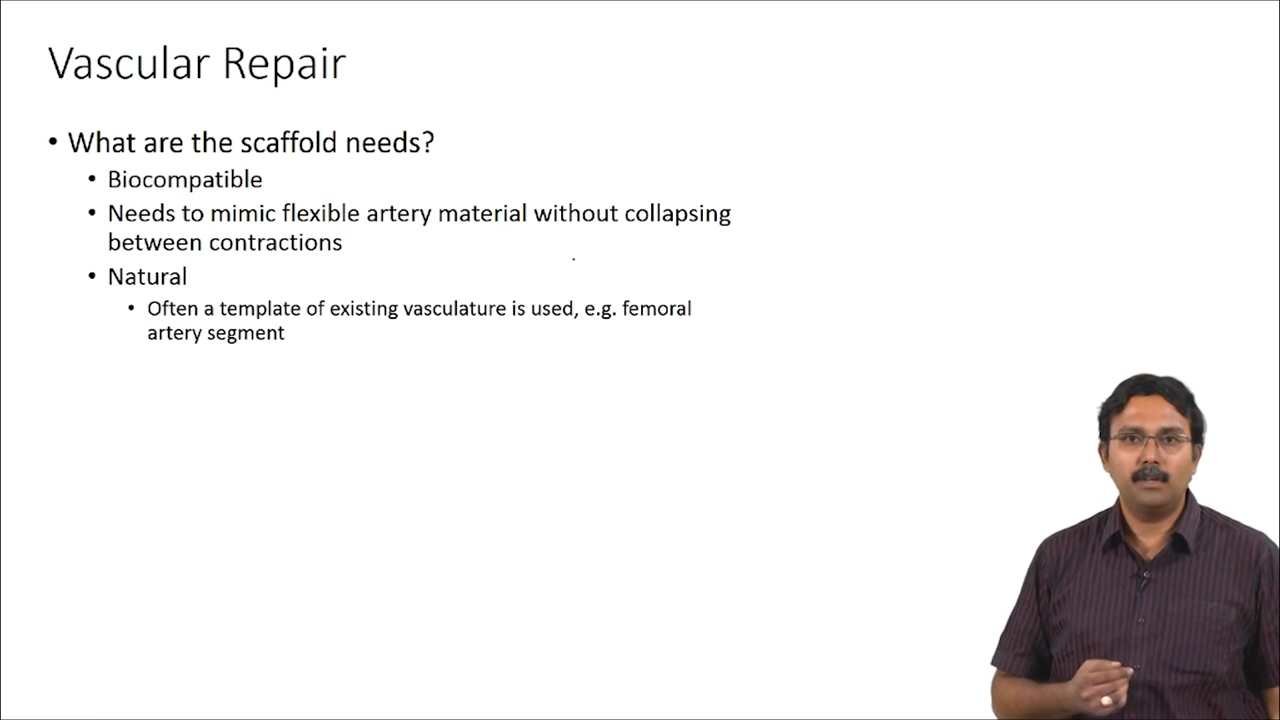 Vascular Repair
• What are the scaffold needs?
• Biocompatible
• Needs to mimic flexible artery material without collapsing
between contractions
• Natural
• Often a template of existing vasculature is used, e.g. femoral
artery segment